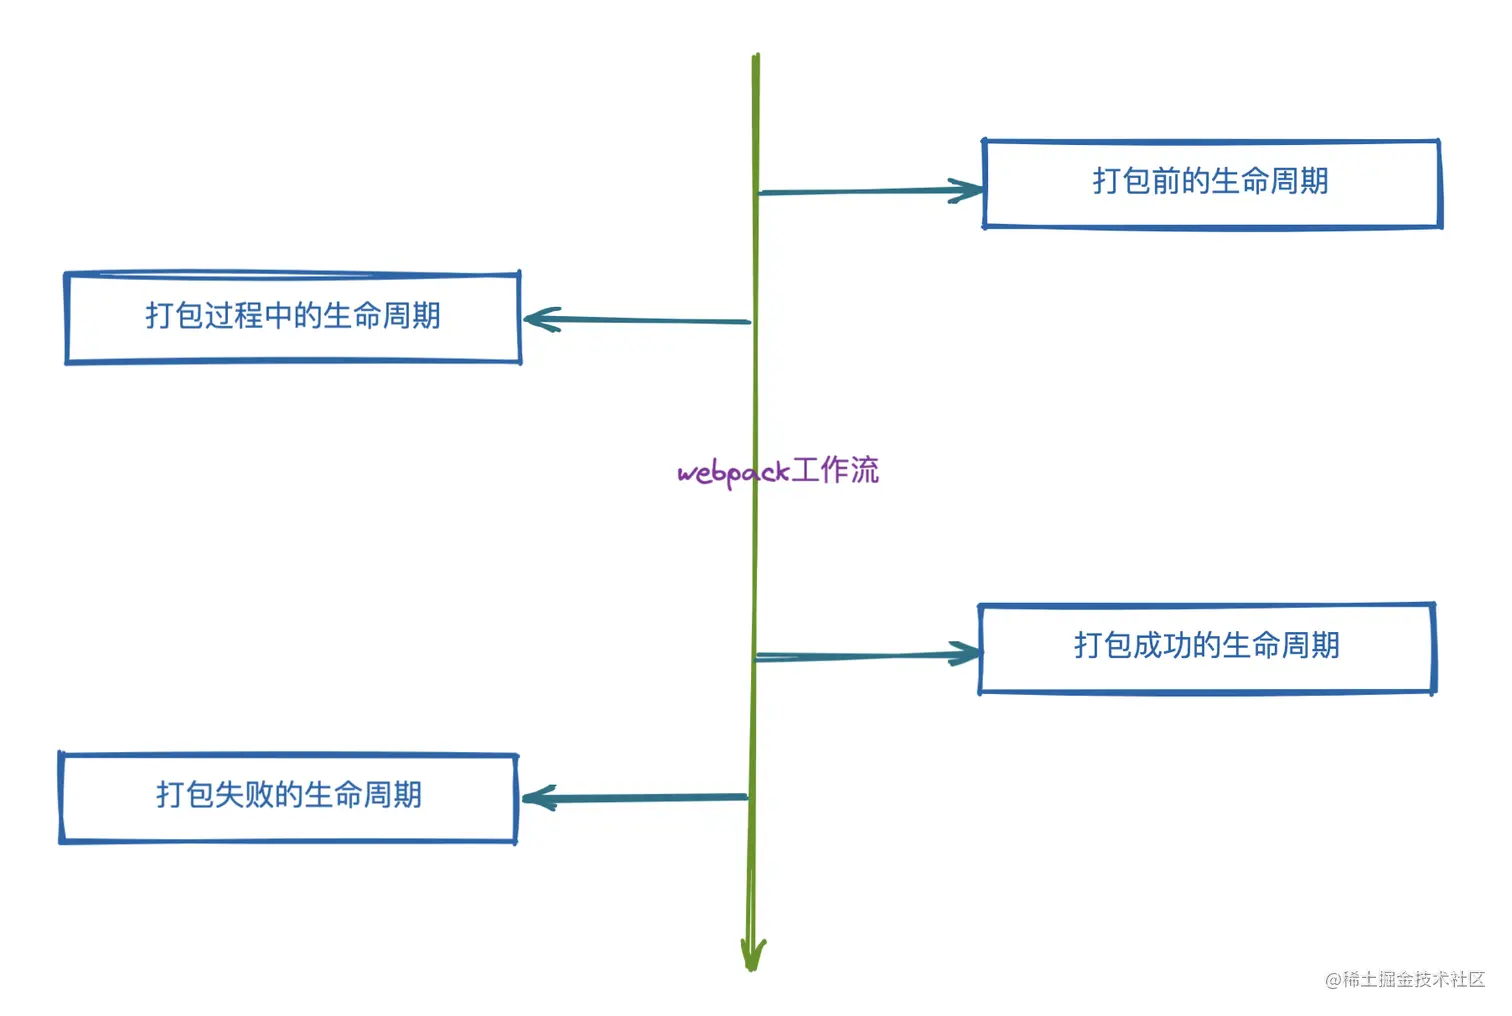 打包前的生命周期
打包过程中的生命周期
webpack工作流
打包成功的生命周期
打包失败的生命周期
@稀土掘金技术社区